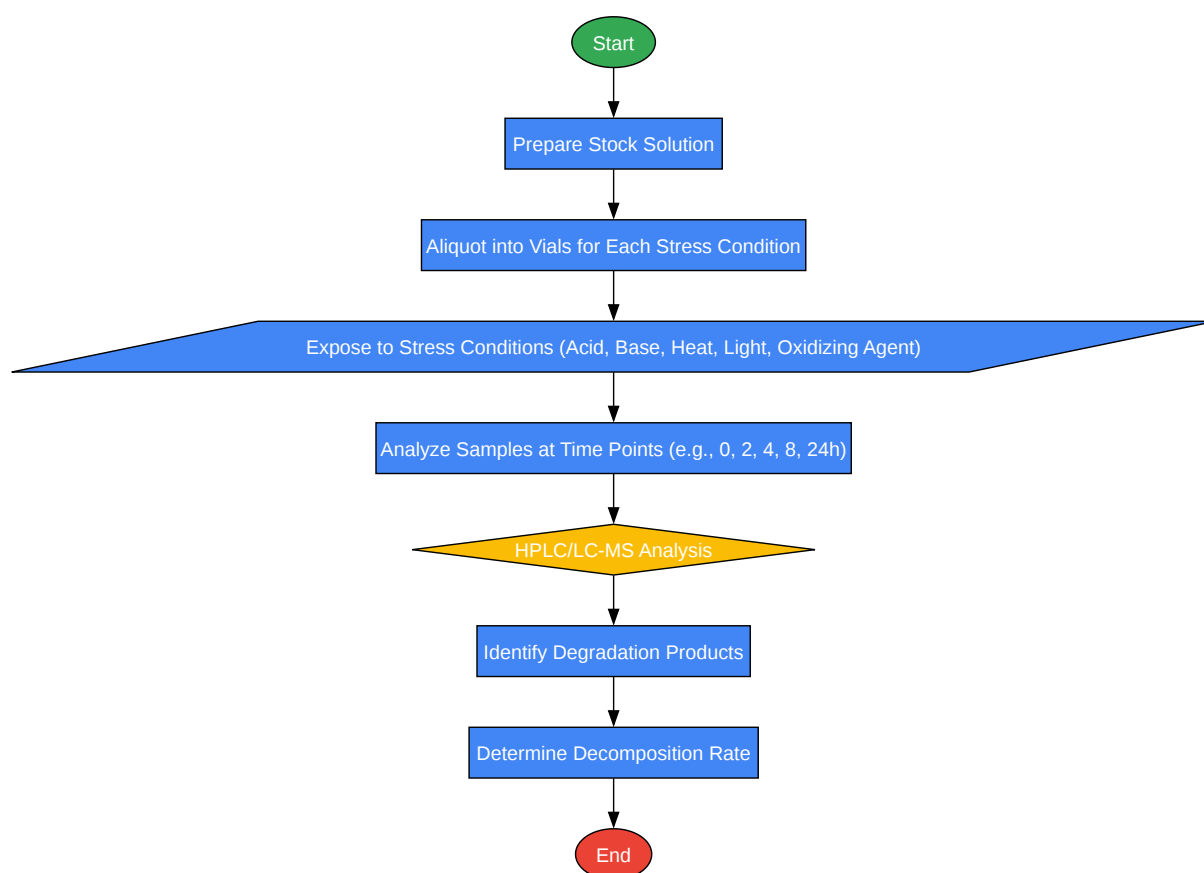 Start
Prepare Stock Solution
Aliquot into Vials for Each Stress Condition
Expose to Stress Conditions (Acid, Base, Heat, Light, Oxidizing Agent)
Analyze Samples at Time Points (e.g., 0, 2, 4, 8, 24h)
HPLC/LC-MS Analysis
Identify Degradation Products
Determine Decomposition Rate
End